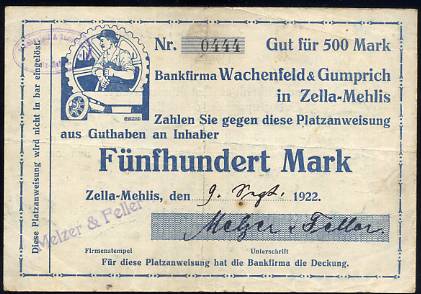 Nr. 0444 Gut für 500 Mark
Bankfirma Wachenfeld & Gumprich
in Zella-Mehlis
Zahlen Sie gegen diese Platzanweisung
aus Guthaben an Inhaber
Fünfhundert Mark
Zella-Mehlis, den 9. Sept. 1922.
Melzer & Feller
Melzer & Feller.
Firmenstempel Unterschrift
Für diese Platzanweisung hat die Bankfirma die Deckung.
Diese Platzanweisung wird nicht in bar eingelöst.